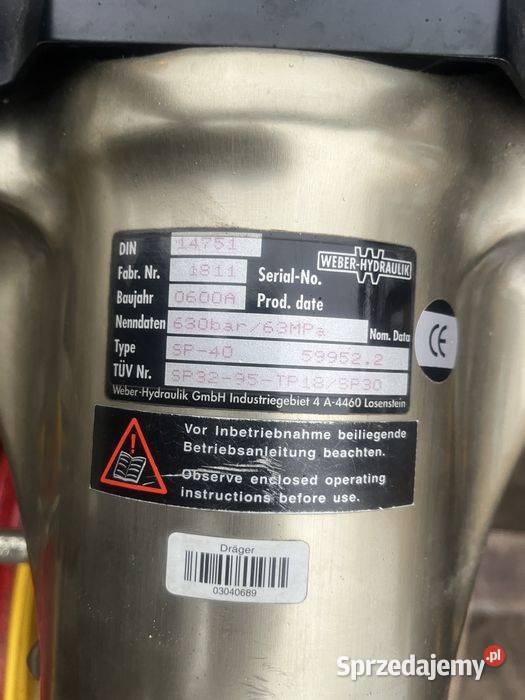 DIN 14751
WEBER-HYDRAULIK
Fabr. Nr. 1811 Serial-No.
Baujahr 0600A Prod. date
Nenndaten 630bar/63MPa Nom. Data
Type SP-40 59952.2
TÜV Nr. SP32-95-TP18/SP30
Weber-Hydraulik GmbH Industriegebiet 4 A-4460 Losenstein
CE
Vor Inbetriebnahme beiliegende
Betriebsanleitung beachten.
Observe enclosed operating
instructions before use.
Dräger
03040689
Sprzedajemy.pl